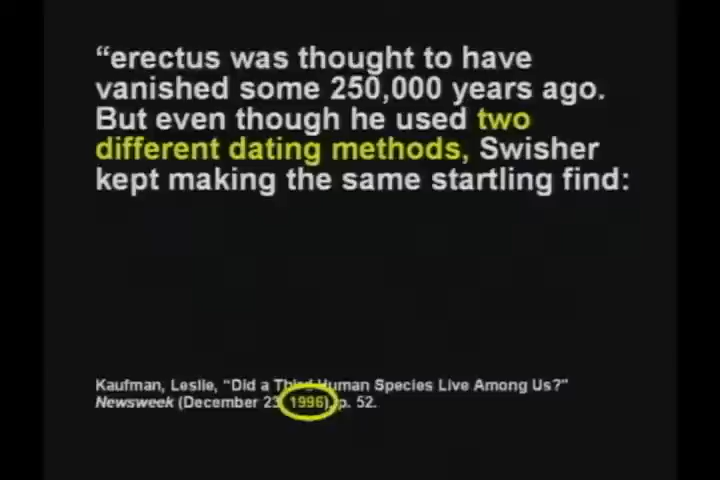 “erectus was thought to have
vanished some 250,000 years ago.
But even though he used two
different dating methods, Swisher
kept making the same startling find:
Kaufman, Leslie, “Did a Third Human Species Live Among Us?”
Newsweek (December 23, 1996), p. 52.